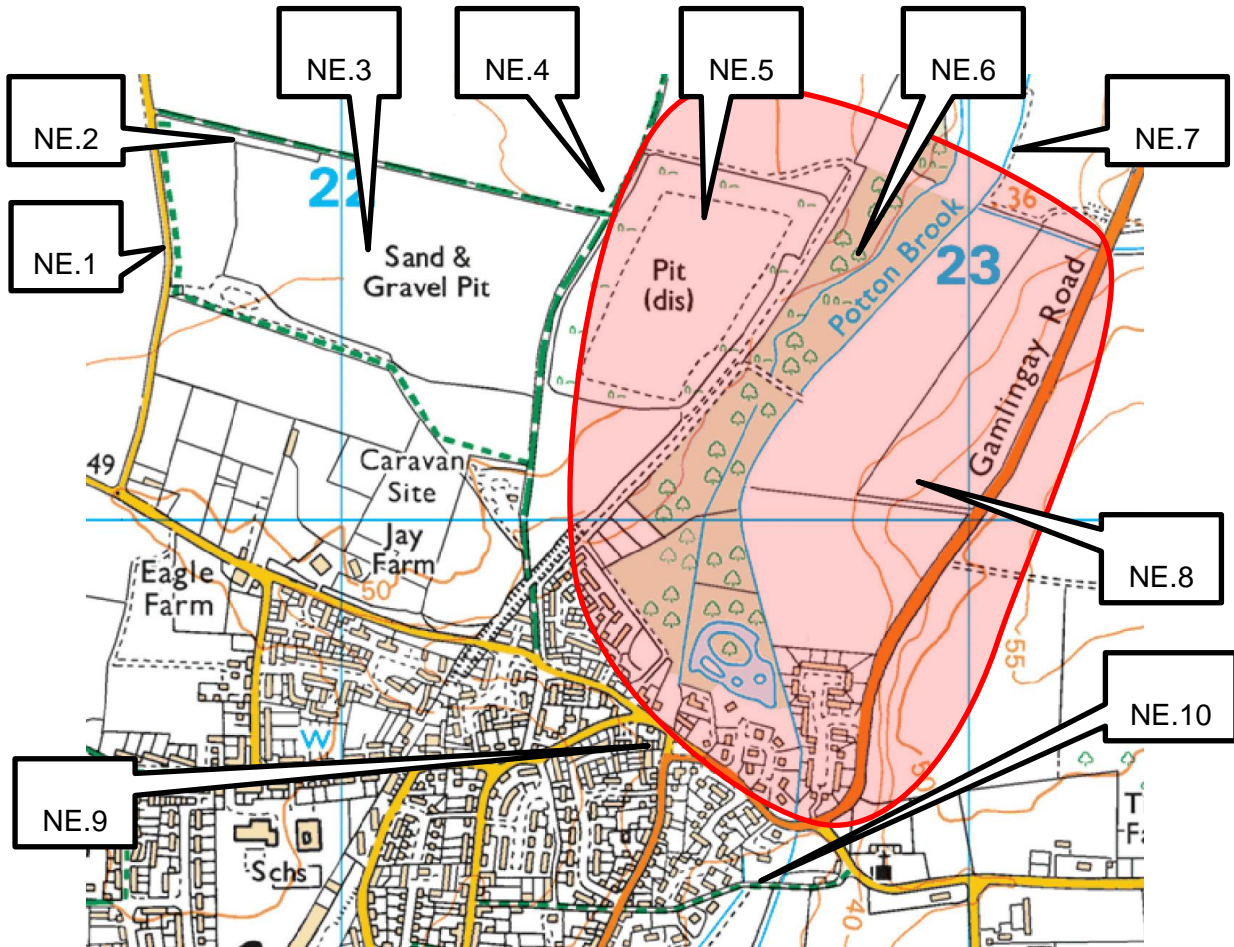 NE.3
NE.4
NE.5
NE.6
NE.7
NE.2
NE.1
22
36
Sand &
Gravel Pit
Pit
(dis)
Potton Brook
23
Gamlingay Road
49
Caravan
Site
Jay
Farm
50
Eagle
Farm
NE.8
55
NE.10
W
50
NE.9
Schs
40